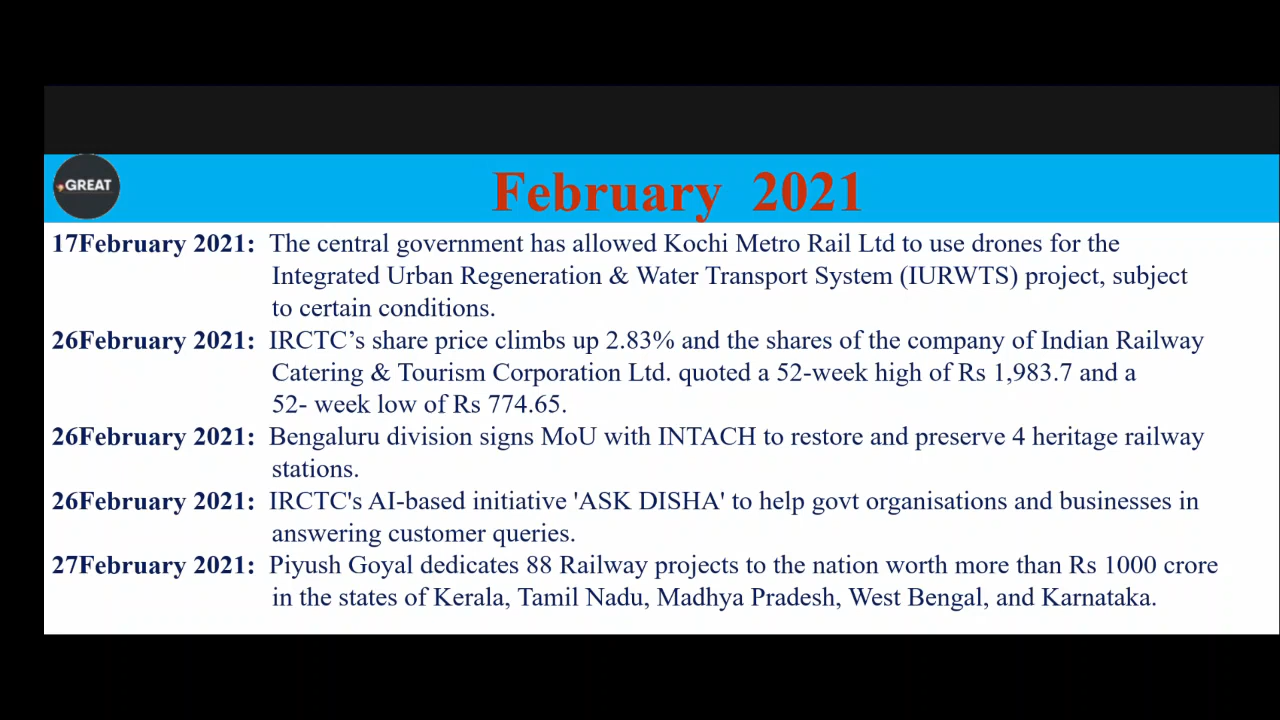 GREAT
February 2021
17February 2021: The central government has allowed Kochi Metro Rail Ltd to use drones for the
Integrated Urban Regeneration & Water Transport System (IURWTS) project, subject
to certain conditions.
26February 2021: IRCTC’s share price climbs up 2.83% and the shares of the company of Indian Railway
Catering & Tourism Corporation Ltd. quoted a 52-week high of Rs 1,983.7 and a
52- week low of Rs 774.65.
26February 2021: Bengaluru division signs MoU with INTACH to restore and preserve 4 heritage railway
stations.
26February 2021: IRCTC's AI-based initiative 'ASK DISHA' to help govt organisations and businesses in
answering customer queries.
27February 2021: Piyush Goyal dedicates 88 Railway projects to the nation worth more than Rs 1000 crore
in the states of Kerala, Tamil Nadu, Madhya Pradesh, West Bengal, and Karnataka.